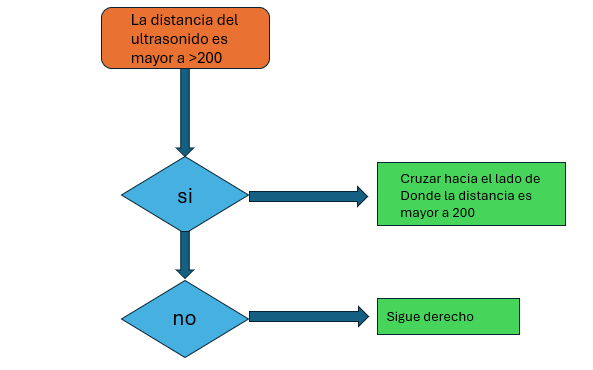 La distancia del
ultrasonido es
mayor a >200
si
Cruzar hacia el lado de
Donde la distancia es
mayor a 200
no
Sigue derecho